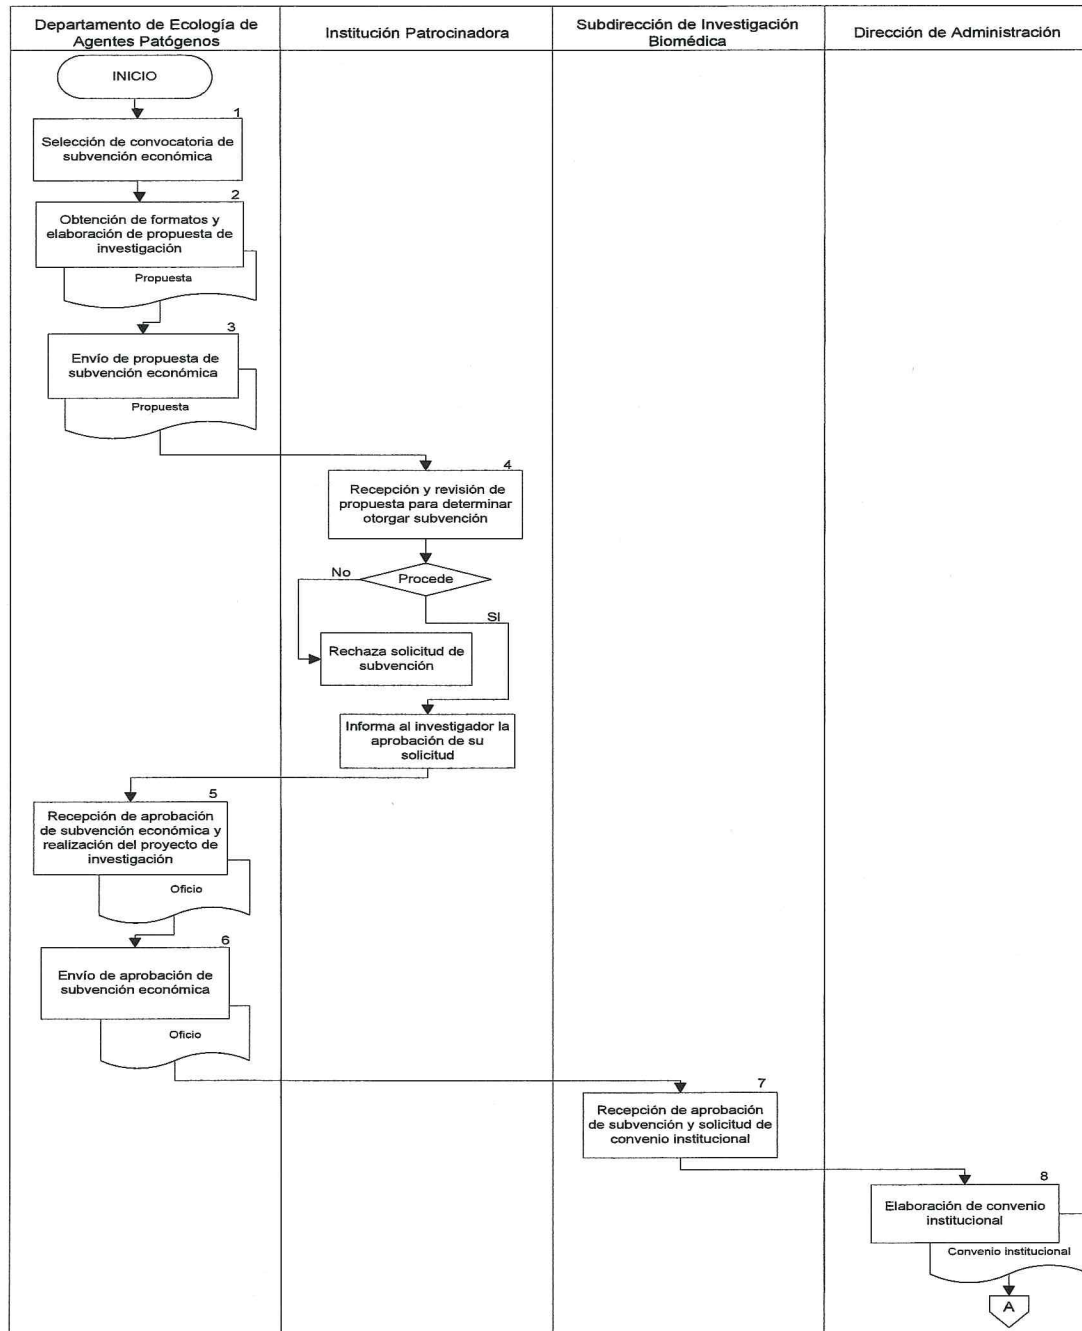 Departamento de Ecología de
Agentes Patógenos
Institución Patrocinadora
Subdirección de Investigación
Biomédica
Dirección de Administración
INICIO
1
Selección de convocatoria de
subvención económica
2
Obtención de formatos y
elaboración de propuesta de
investigación
Propuesta
3
Envío de propuesta de
subvención económica
Propuesta
4
Recepción y revisión de
propuesta para determinar
otorgar subvención
No
Procede
SI
Rechaza solicitud de
subvención
Informa al investigador la
aprobación de su
solicitud
5
Recepción de aprobación
de subvención económica y
realización del proyecto de
investigación
Oficio
6
Envío de aprobación de
subvención económica
Oficio
7
Recepción de aprobación
de subvención y solicitud de
convenio institucional
8
Elaboración de convenio
institucional
Convenio institucional
A